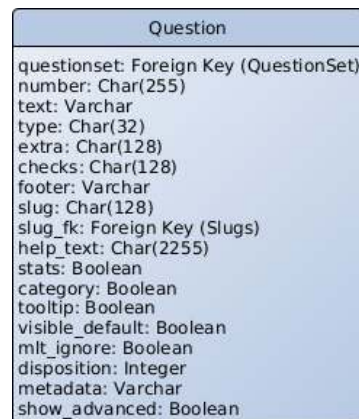 Question
questionset: Foreign Key (QuestionSet)
number: Char(255)
text: Varchar
type: Char(32)
extra: Char(128)
checks: Char(128)
footer: Varchar
slug: Char(128)
slug_fk: Foreign Key (Slugs)
help_text: Char(2255)
stats: Boolean
category: Boolean
tooltip: Boolean
visible_default: Boolean
mlt_ignore: Boolean
disposition: Integer
metadata: Varchar
show_advanced: Boolean